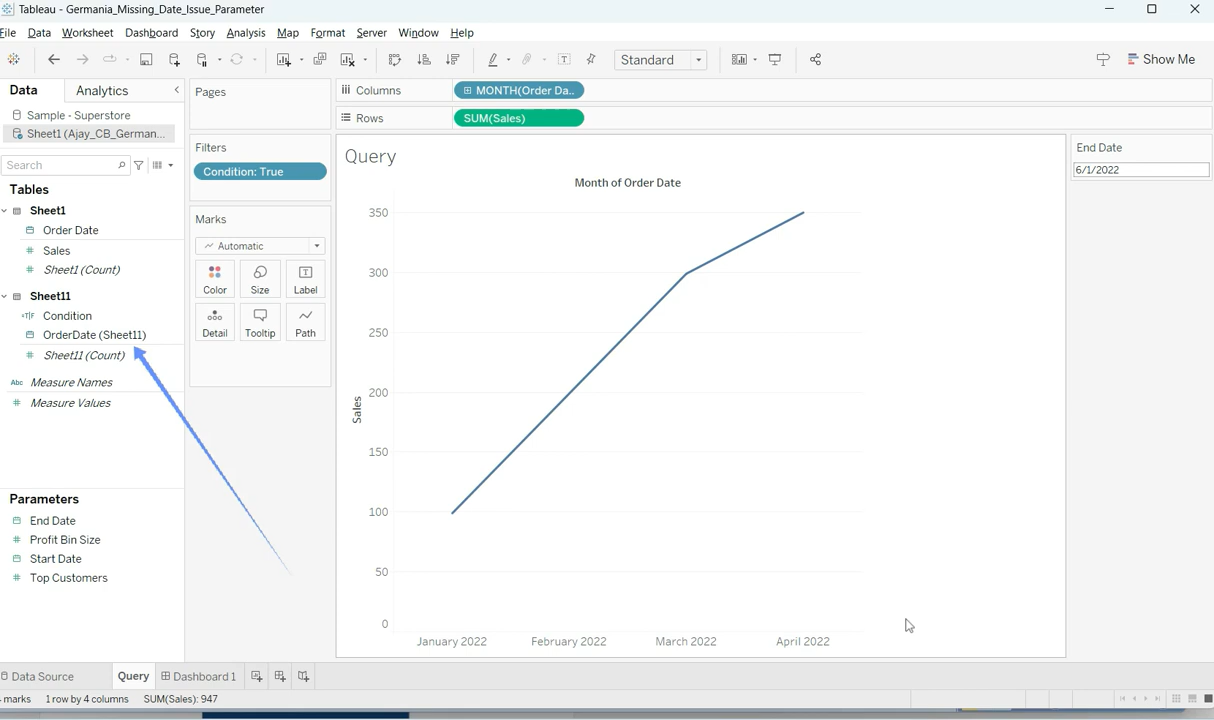 Tableau - Germania_Missing_Date_Issue_Parameter
File Data Worksheet Dashboard Story Analysis Map Format Server Window Help
Standard
Show Me
Data Analytics
Sample - Superstore
Sheet1 (Ajay_CB_German...
Search
Tables
Sheet1
Order Date
Sales
Sheet1 (Count)
Sheet11
Condition
OrderDate (Sheet11)
Sheet11 (Count)
Abc Measure Names
Measure Values
Parameters
End Date
Profit Bin Size
Start Date
Top Customers
Pages
Filters
Condition: True
Marks
Automatic
Color Size Label
Detail Tooltip Path
Columns MONTH(Order Da..
Rows SUM(Sales)
Query
Month of Order Date
350
300
250
200
150
100
50
0
Sales
January 2022 February 2022 March 2022 April 2022
End Date
6/1/2022
Data Source Query Dashboard 1
marks 1 row by 4 columns SUM(Sales): 947